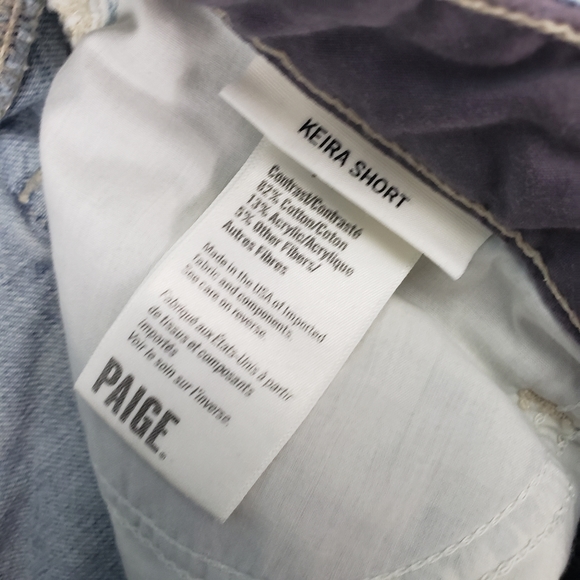 KEIRA SHORT
Contrast/Contrasté
82% Cotton/Coton
13% Acrylic/Acrylique
5% Other Fibers/
Autres Fibres
Made in the USA of Imported
Fabric and components.
See care on reverse.
Fabriqué aux États-Unis à partir
de tisses et composants
importés
Voir le soin sur l'inverse.
PAIGE.